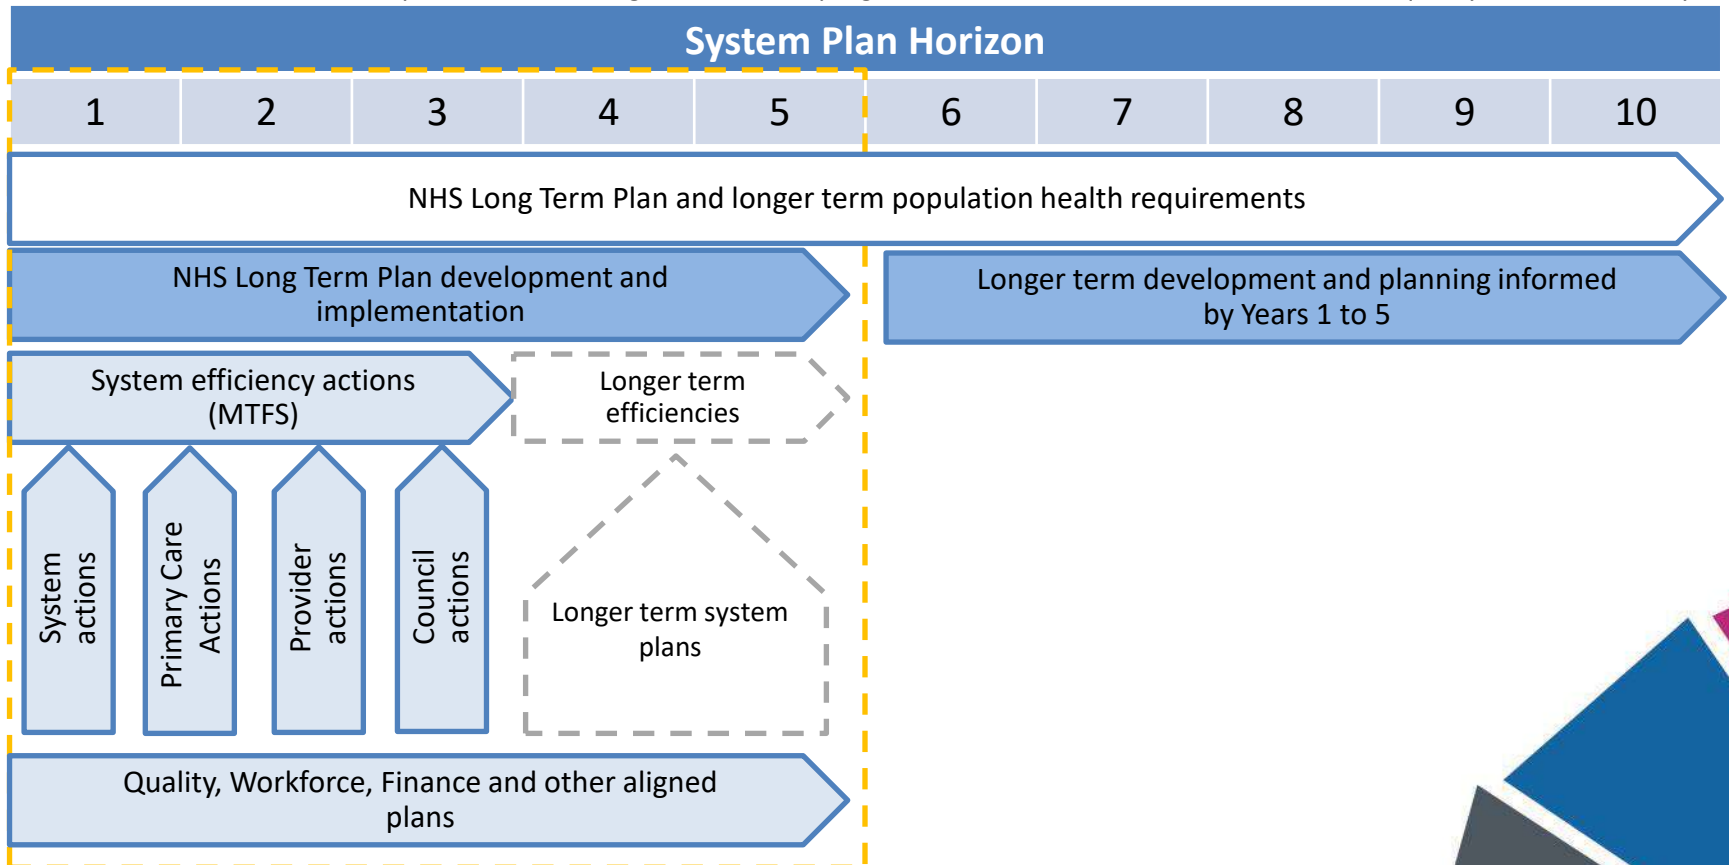 System Plan Horizon
1 2 3 4 5 6 7 8 9 10
NHS Long Term Plan and longer term population health requirements
NHS Long Term Plan development and
implementation
Longer term development and planning informed
by Years 1 to 5
System efficiency actions
(MTFS)
Longer term
efficiencies
System
actions
Primary Care
Actions
Provider
actions
Council
actions
Longer term system
plans
Quality, Workforce, Finance and other aligned
plans